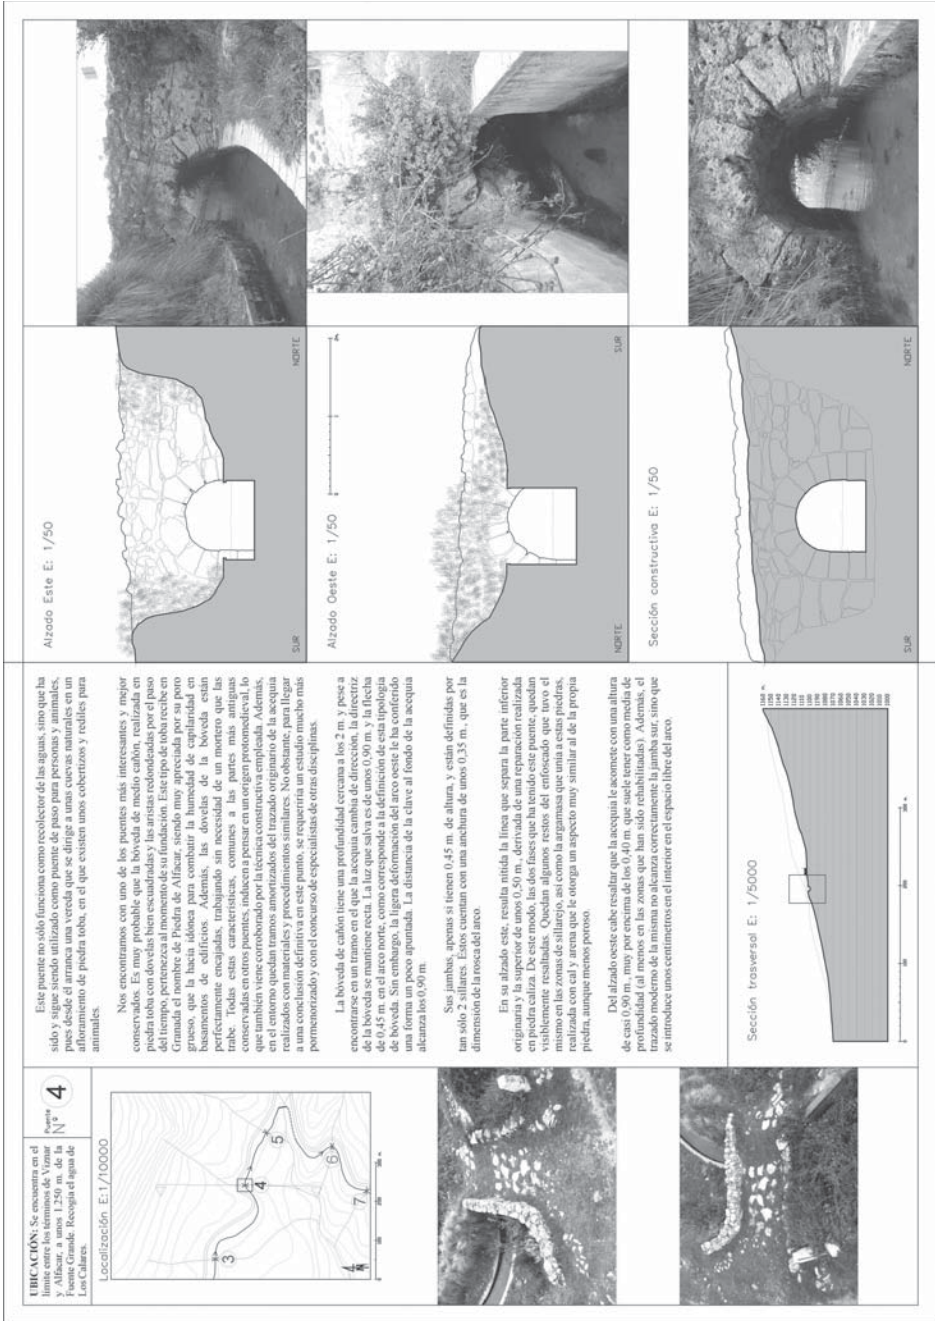 UBICACIÓN: Se encuentra en el
límite entre los términos de Víznar
y Alfacar, a unos 1.250 m. de la
Fuente Grande. Recogía el agua de
Los Calares.
Puente
Nº 4
Localización E:1/10000
3
4
5
6
7
N
Este puente no sólo funciona como recolector de las aguas, sino que ha
sido y sigue siendo utilizado como puente de paso para personas y animales,
pues desde el arranca una vereda que se dirige a unas cuevas naturales en un
afloramiento de piedra toba, en el que existen unos cobertizos y rediles para
animales.
Nos encontramos con uno de los puentes más interesantes y mejor
conservados. Es muy probable que la bóveda de medio cañón, realizada en
piedra toba con dovelas bien escuadradas y las aristas redondeadas por el paso
del tiempo, pertenezca al momento de su fundación. Este tipo de toba recibe en
Granada el nombre de Piedra de Alfacar, siendo muy apreciada por su poro
grueso, que la hacía idónea para combatir la humedad de capilaridad en
basamentos de edificios. Además, las dovelas de la bóveda están
perfectamente encajadas, trabajando sin necesidad de un mortero que las
trabe. Todas estas características, comunes a las partes más antiguas
conservadas en otros puentes, inducen a pensar en un origen protomedieval, lo
que también viene corroborado por la técnica constructiva empleada. Además,
en el entorno quedan tramos amortizados del trazado originario de la acequia
realizados con materiales y procedimientos similares. No obstante, para llegar
a una conclusión definitiva en este punto, se requeriría un estudio mucho más
pormenorizado y con el concurso de especialistas de otras disciplinas.
La bóveda de cañón tiene una profundidad cercana a los 2 m. y pese a
encontrarse en un tramo en el que la acequia cambia de dirección, la directriz
de la bóveda se mantiene recta. La luz que salva es de unos 0,90 m. y la flecha
de 0,45 m, en el arco norte, como corresponde a la definición de esta tipología
de bóveda. Sin embargo, la ligera deformación del arco oeste le ha conferido
una forma un poco apuntada. La distancia de la clave al fondo de la acequia
alcanza los 0,90 m.
Sus jambas, apenas si tienen 0,45 m. de altura, y están definidas por
tan sólo 2 sillares. Éstos cuentan con una anchura de unos 0,35 m., que es la
dimensión de la rosca del arco.
En su alzado este, resulta nítida la línea que separa la parte inferior
originaria y la superior de unos 0,50 m., derivada de una reparación realizada
en piedra caliza. De este modo, las dos fases que ha tenido este puente, quedan
visiblemente resaltadas. Quedan algunos restos del enfoscado que tuvo el
mismo en las zonas de sillarejo, así como la argamasa que unía a estas piedras,
realizada con cal y arena que le otorga un aspecto muy similar al de la propia
piedra, aunque menos poroso.
Del alzado oeste cabe resaltar que la acequia le acomete con una altura
de casi 0,90 m., muy por encima de los 0,40 m. que suele tener como media de
profundidad (al menos en las zonas que han sido rehabilitadas). Además, el
trazado moderno de la misma no alcanza correctamente la jamba sur, sino que
se introduce unos centímetros en el interior en el espacio libre del arco.
Sección trasversal E: 1/5000
Alzado Este E: 1/50
SUR
NORTE
Alzado Oeste E: 1/50
NORTE
SUR
Sección constructiva E: 1/50
SUR
NORTE